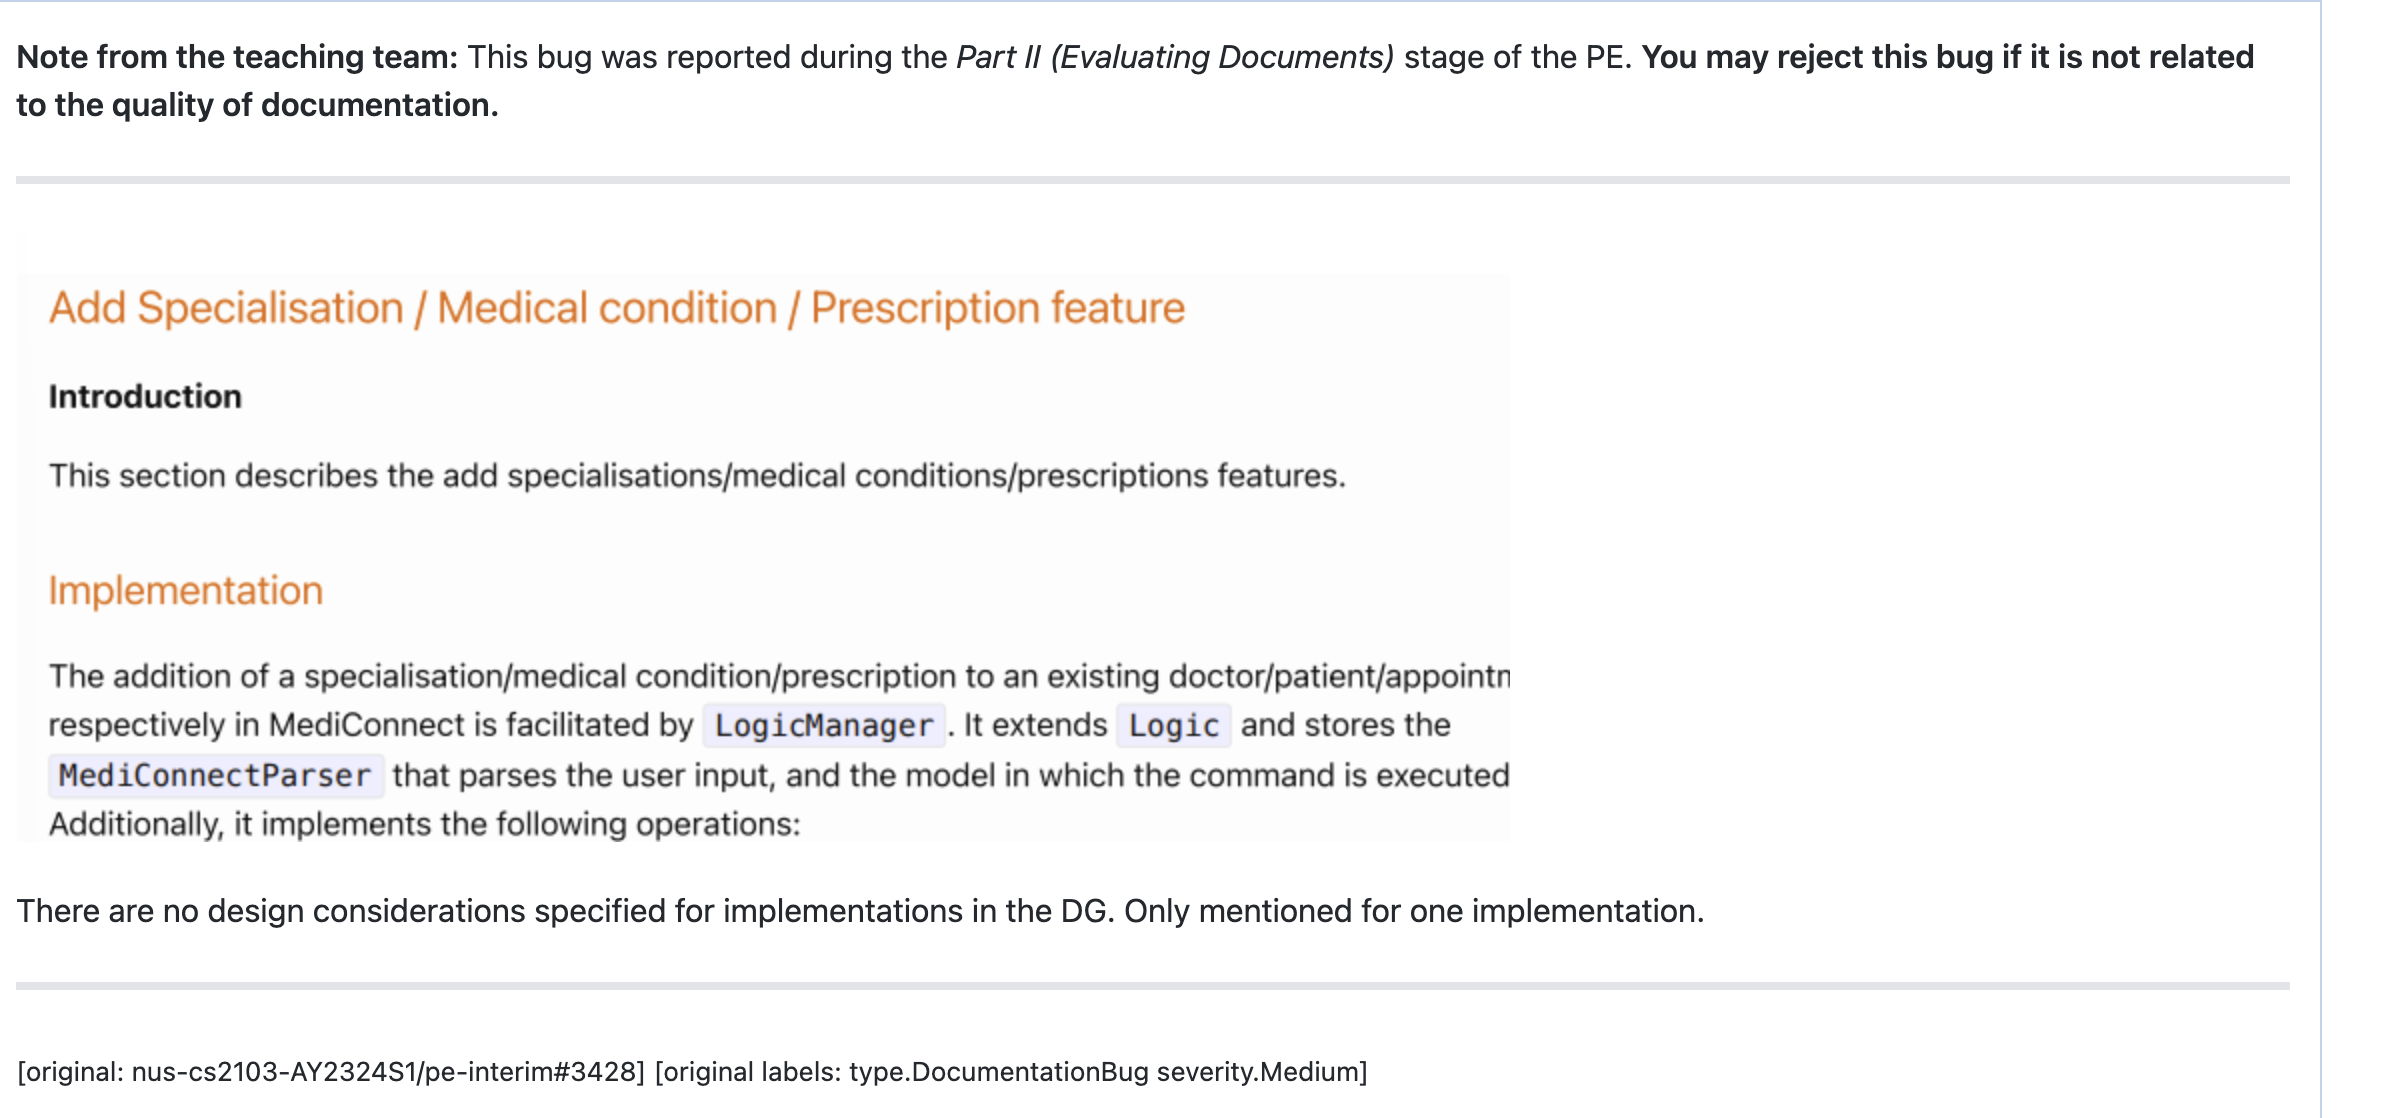 Note from the teaching team: This bug was reported during the Part II (Evaluating Documents) stage of the PE. You may reject this bug if it is not related
to the quality of documentation.
Add Specialisation / Medical condition / Prescription feature
Introduction
This section describes the add specialisations/medical conditions/prescriptions features.
Implementation
The addition of a specialisation/medical condition/prescription to an existing doctor/patient/appointn
respectively in MediConnect is facilitated by LogicManager. It extends Logic and stores the
MediConnectParser that parses the user input, and the model in which the command is executed
Additionally, it implements the following operations:
There are no design considerations specified for implementations in the DG. Only mentioned for one implementation.
[original: nus-cs2103-AY2324S1/pe-interim#3428] [original labels: type.DocumentationBug severity.Medium]